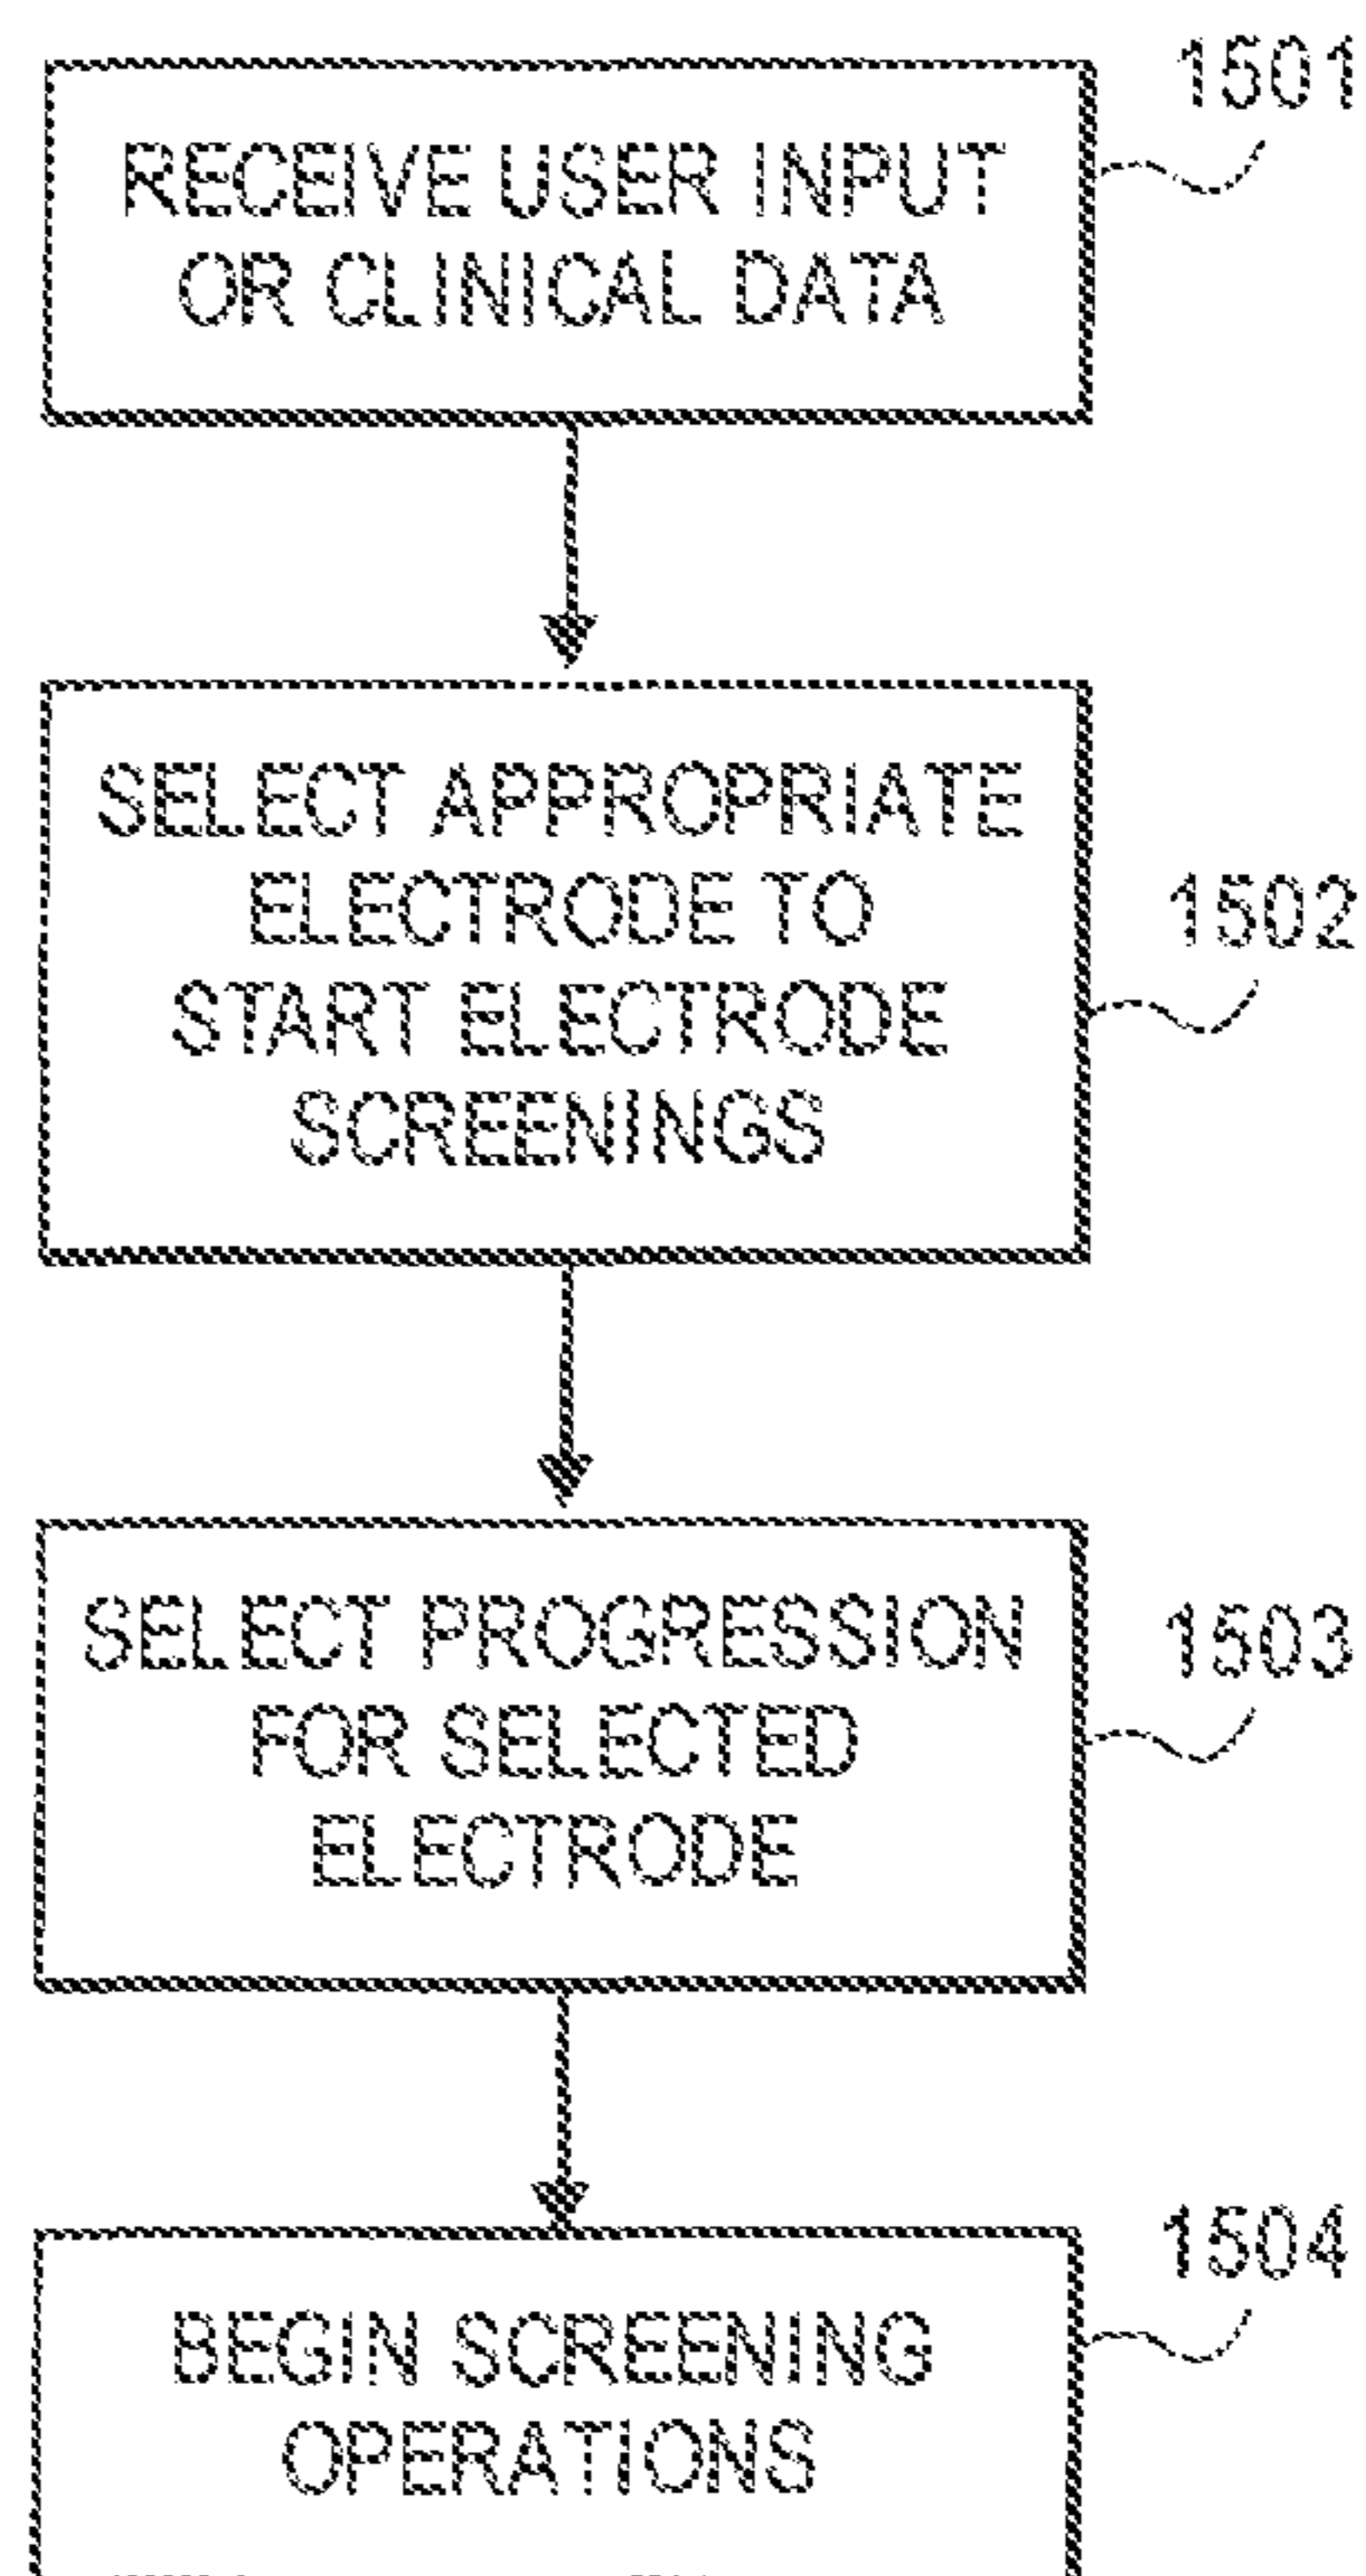 1501
RECEIVE USER INPUT
OR CLINICAL DATA
SELECT APPROPRIATE
ELECTRODE TO
START ELECTRODE
SCREENINGS
1502
SELECT PROGRESSION
FOR SELECTED
ELECTRODE
1503
1504
BEGIN SCREENING
OPERATIONS